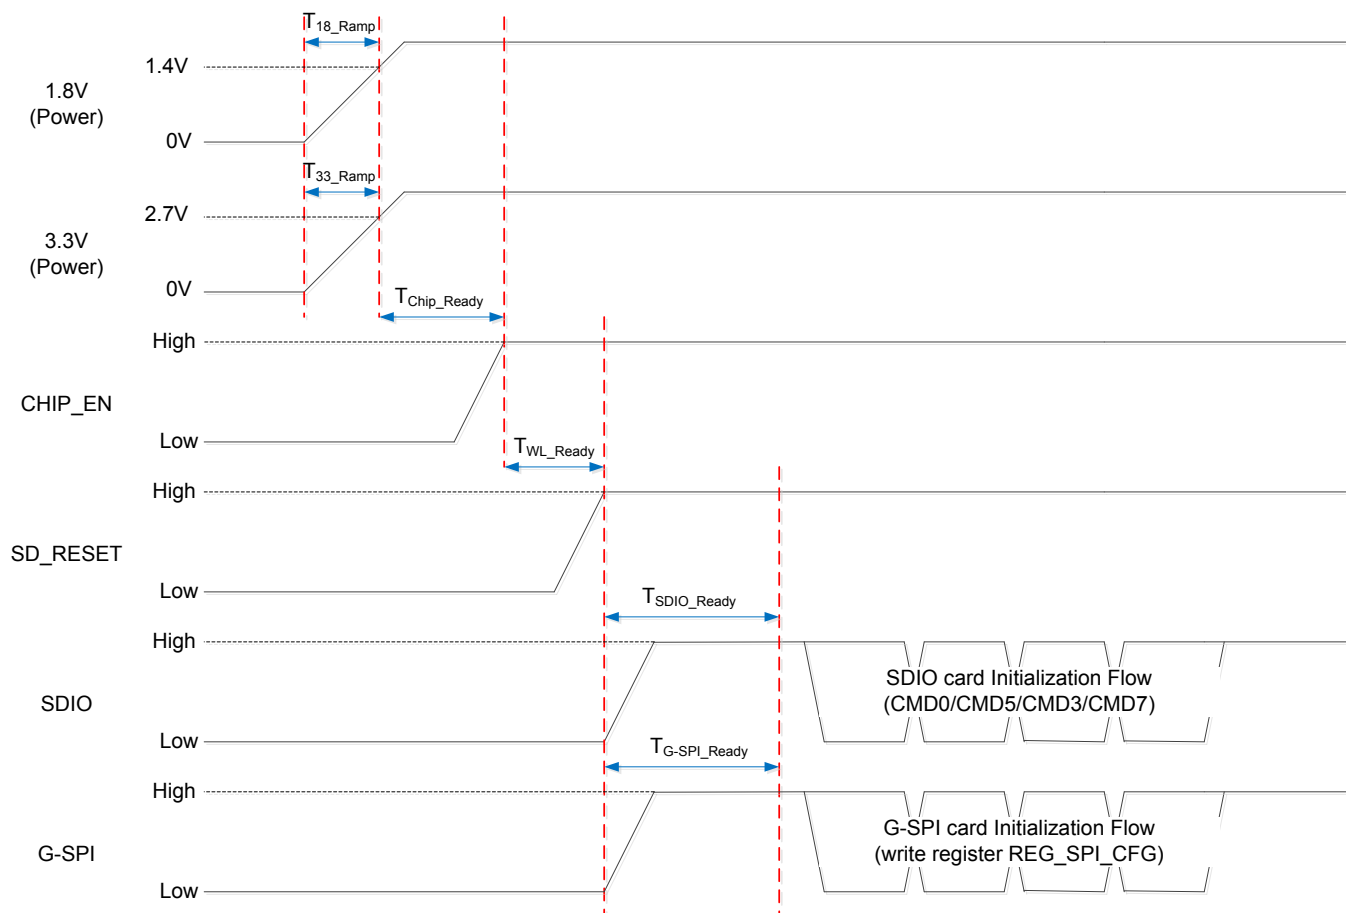 T18_Ramp
1.4V
1.8V
(Power)
0V
T33_Ramp
2.7V
3.3V
(Power)
0V
TChip_Ready
High
CHIP_EN
Low
TWL_Ready
High
SD_RESET
Low
TSDIO_Ready
High
SDIO card Initialization Flow
(CMD0/CMD5/CMD3/CMD7)
SDIO
Low
TG-SPI_Ready
High
G-SPI card Initialization Flow
(write register REG_SPI_CFG)
G-SPI
Low